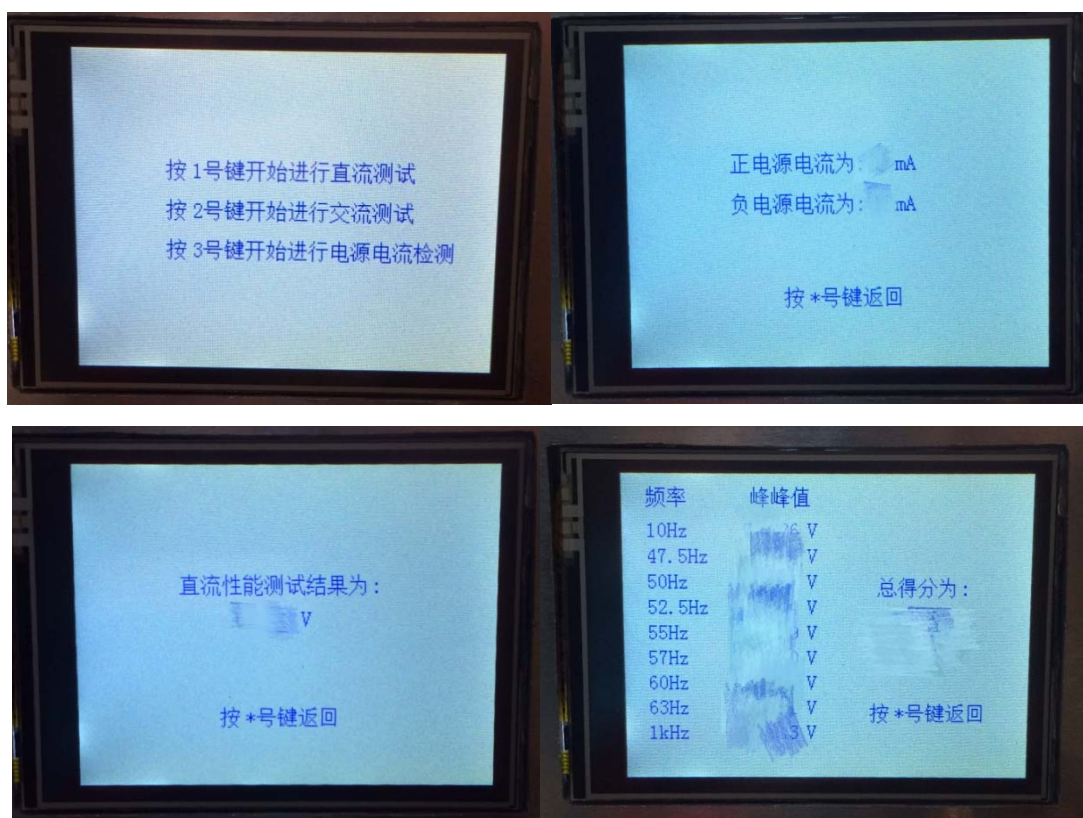 按1号键开始进行直流测试
按2号键开始进行交流测试
按3号键开始进行电源电流检测
正电源电流为: mA
负电源电流为: mA
按*号键返回
直流性能测试结果为:
V
按*号键返回
频率 峰峰值
10Hz 6 V
47.5Hz V
50Hz V
52.5Hz V
55Hz V
57Hz V
60Hz V
63Hz V
1kHz .3 V
总得分为:
按*号键返回